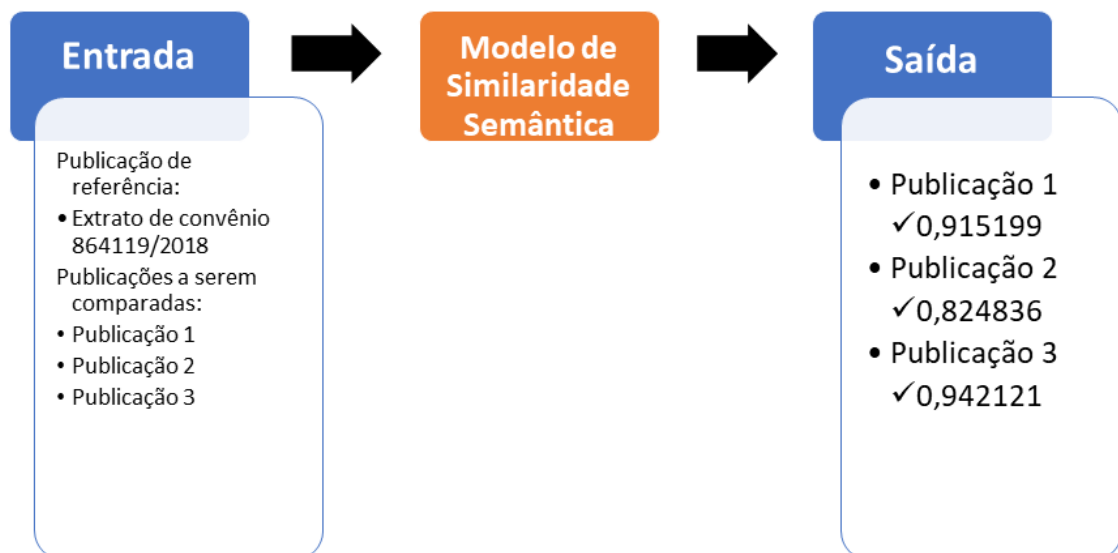 Entrada
Publicação de
referência:
• Extrato de convênio
864119/2018
Publicações a serem
comparadas:
• Publicação 1
• Publicação 2
• Publicação 3
Modelo de
Similaridade
Semântica
Saída
• Publicação 1
✓0,915199
• Publicação 2
✓0,824836
• Publicação 3
✓0,942121